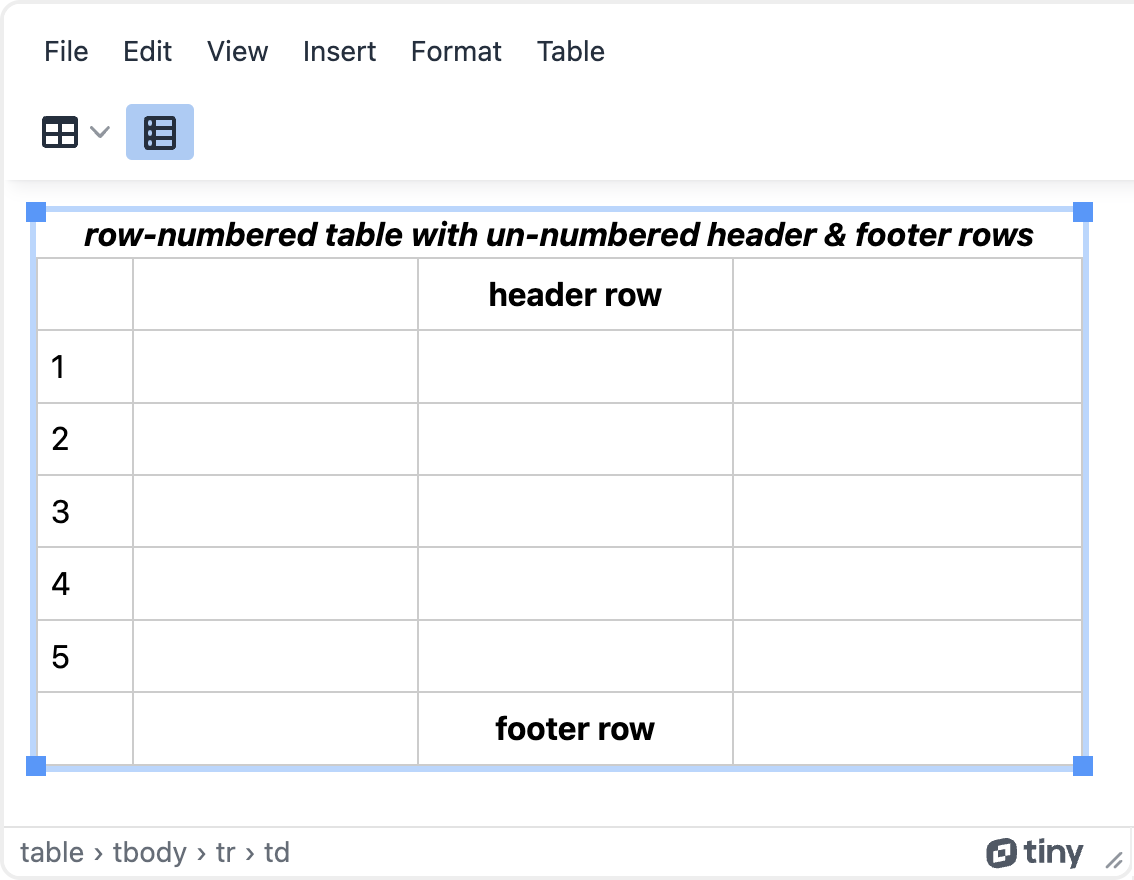 File Edit View Insert Format Table
row-numbered table with un-numbered header & footer rows
header row
1
2
3
4
5
footer row
table › tbody › tr › td tiny